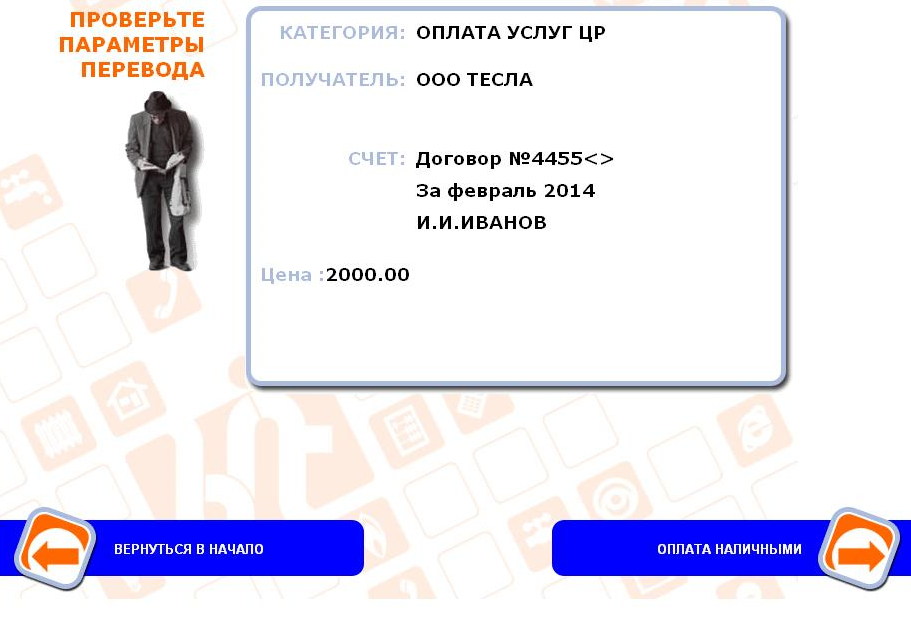 ПРОВЕРЬТЕ
ПАРАМЕТРЫ
ПЕРЕВОДА
КАТЕГОРИЯ: ОПЛАТА УСЛУГ ЦР
ПОЛУЧАТЕЛЬ: ООО ТЕСЛА
СЧЕТ: Договор №4455<>
За февраль 2014
И.И.ИВАНОВ
Цена :2000.00
ВЕРНУТЬСЯ В НАЧАЛО
ОПЛАТА НАЛИЧНЫМИ